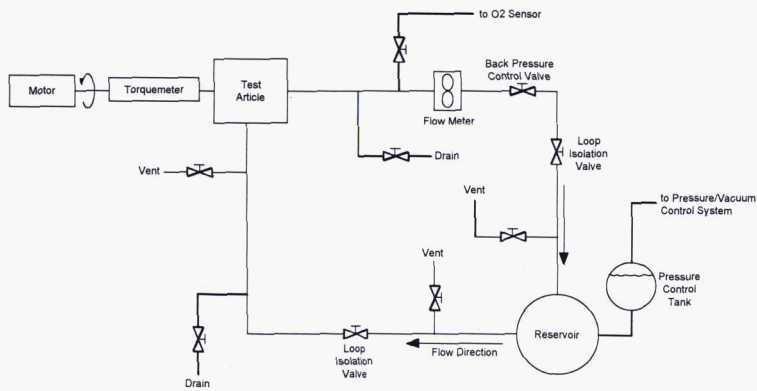 to O2 Sensor
Back Pressure
Control Valve
Motor
Torquemeter
Test
Article
Flow Meter
Loop
Isolation
Valve
Drain
Vent
Vent
to Pressure/Vacuum
Control System
Vent
Pressure
Control
Tank
Reservoir
Loop
Isolation
Valve
Flow Direction
Drain